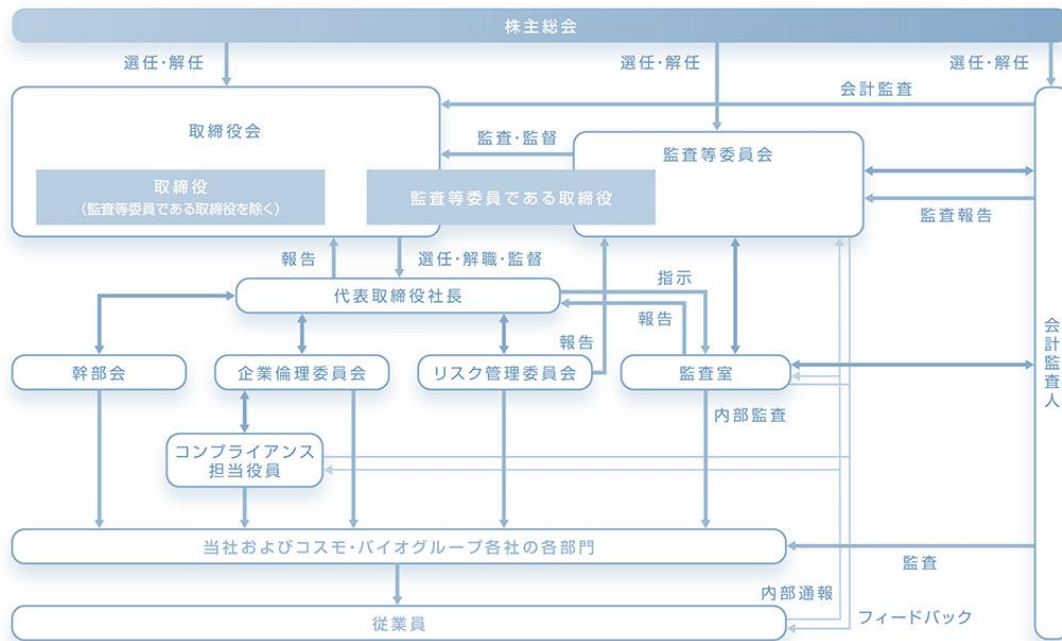 株主総会
選任・解任
選任・解任
選任・解任
会計監査
取締役会
監査・監督
監査等委員会
取締役
（監査等委員である取締役を除く）
監査等委員である取締役
監査報告
報告
選任・解職・監督
指示
代表取締役社長
報告
報告
会計監査人
幹部会
企業倫理委員会
リスク管理委員会
監査室
内部監査
コンプライアンス
担当役員
当社およびコスモ・バイオグループ各社の各部門
監査
内部通報
フィードバック
従業員